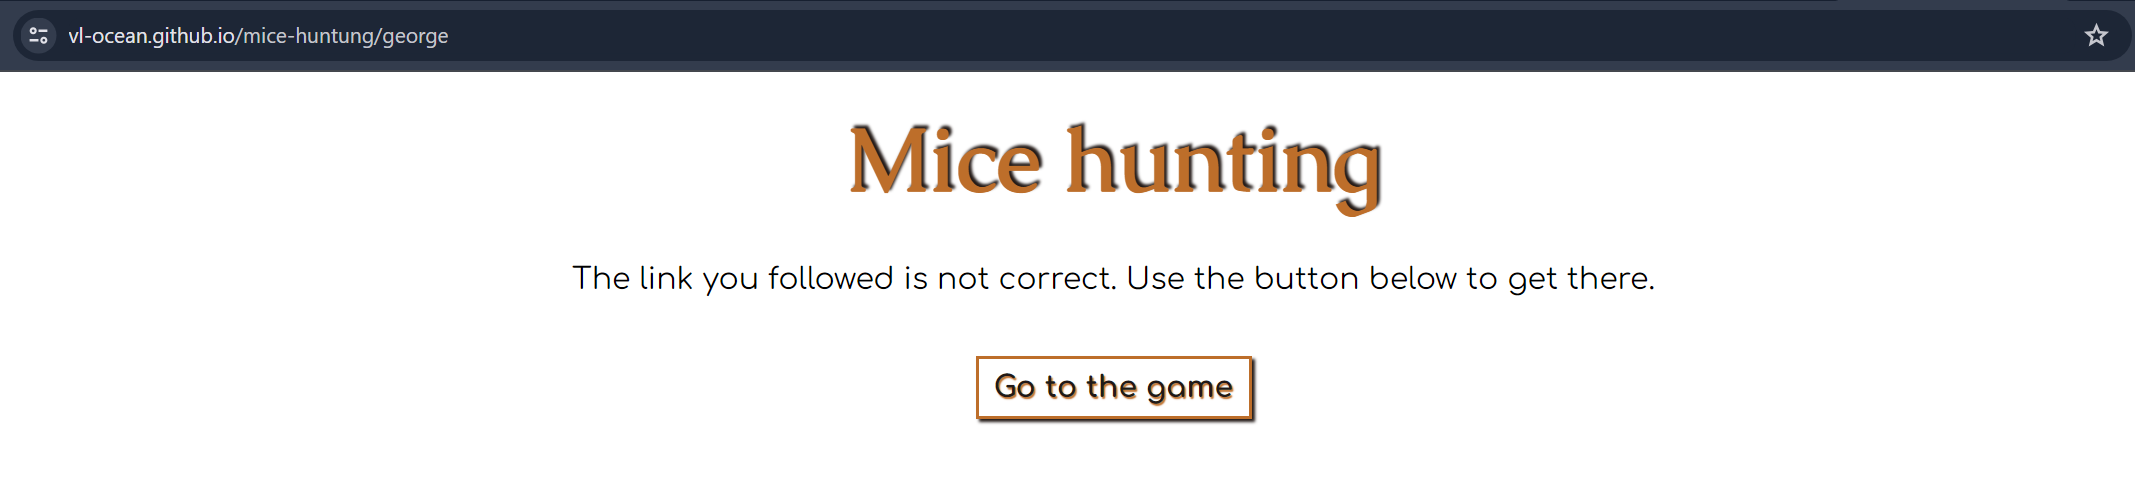 vl-ocean.github.io/mice-huntung/george
Mice hunting
The link you followed is not correct. Use the button below to get there.
Go to the game